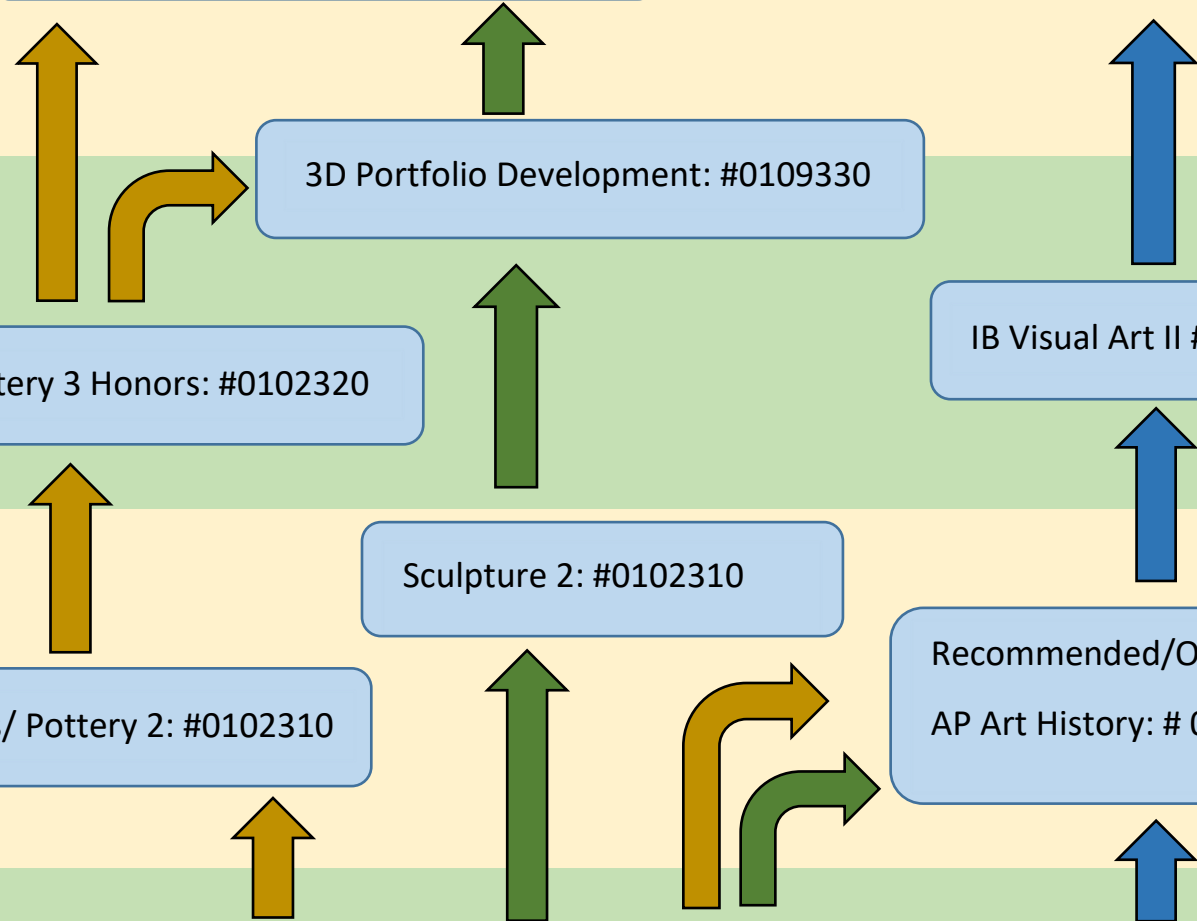 3D Portfolio Development: #0109330
IB Visual Art II #
tery 3 Honors: #0102320
Sculpture 2: #0102310
Recommended/O
AP Art History: # 0
/ Pottery 2: #0102310